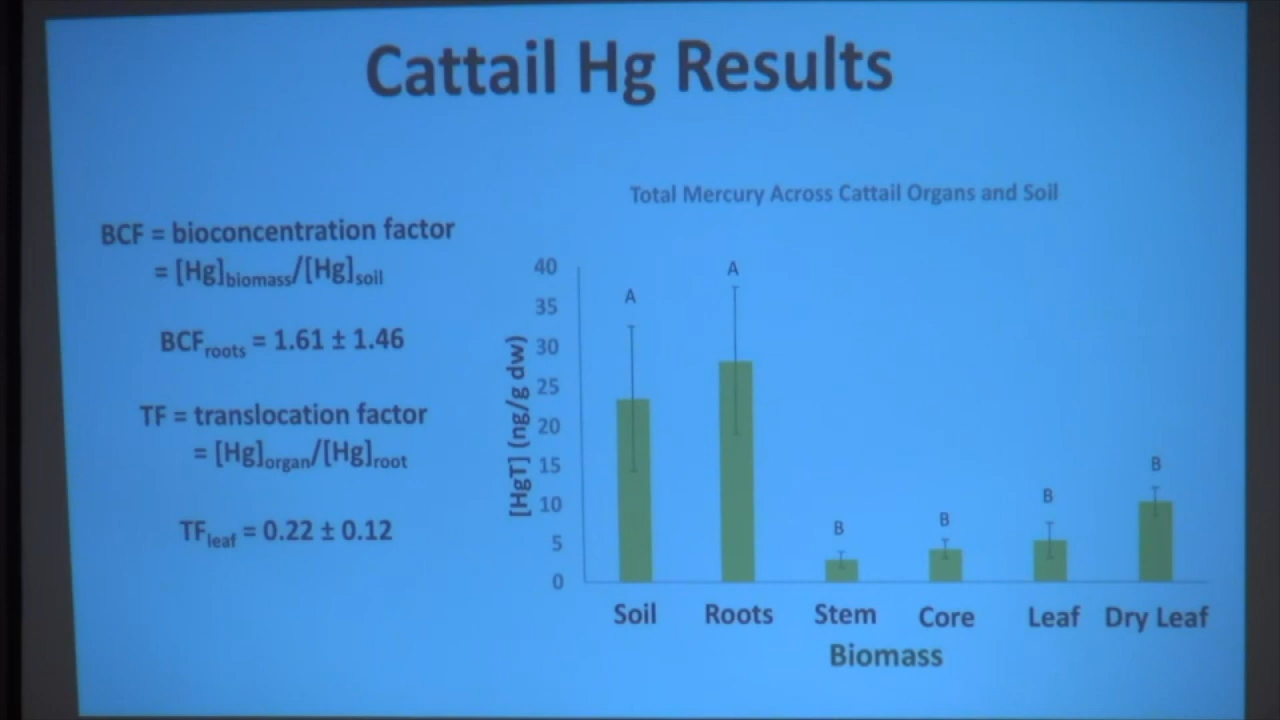 Cattail Hg Results
BCF = bioconcentration factor
= [Hg]biomass/[Hg]soil
BCFroots = 1.61 ± 1.46
TF = translocation factor
= [Hg]organ/[Hg]root
TFleaf = 0.22 ± 0.12
Total Mercury Across Cattail Organs and Soil
[HgT] (ng/g dw)
40
35
30
25
20
15
10
5
0
A
A
B
B
B
B
Soil Roots Stem Core Leaf Dry Leaf
Biomass